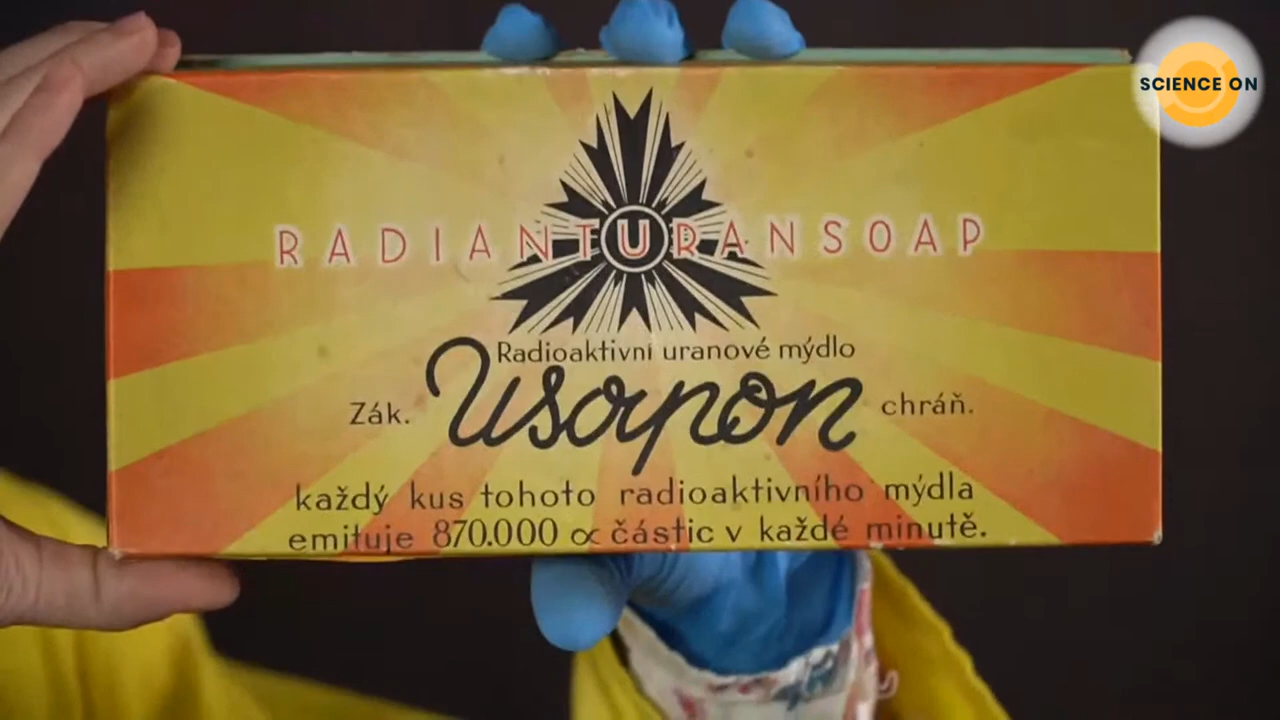 SCIENCE ON
RADIANTURANSOAP
Radioaktivní uranové mýdlo
Zák. Usapon chráň.
každý kus tohoto radioaktivního mýdla
emituje 870.000 α částic v každé minutě.